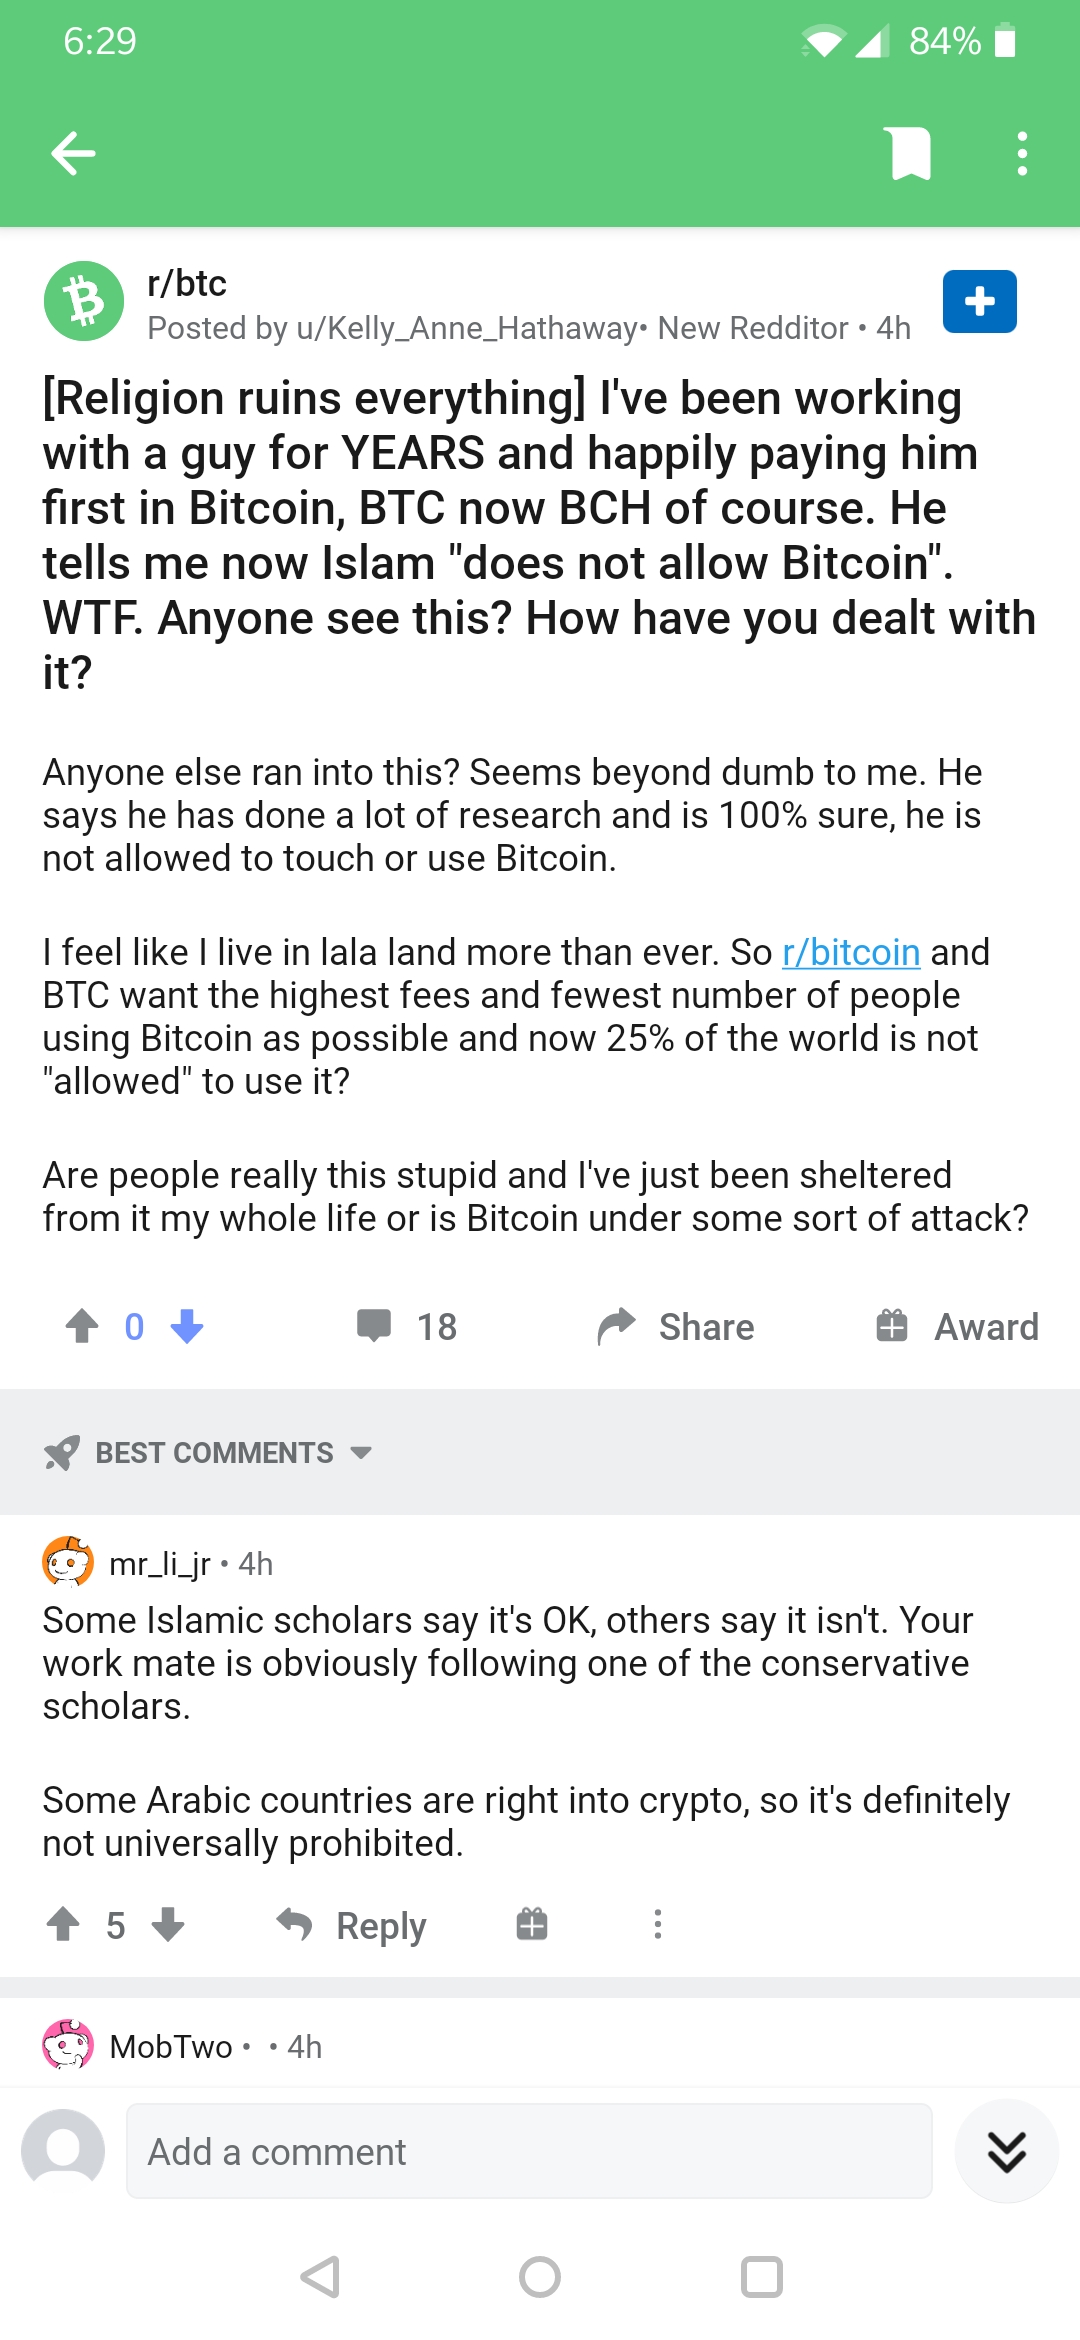 6:29
84%
r/btc
Posted by u/Kelly_Anne_Hathaway• New Redditor • 4h
[Religion ruins everything] I've been working
with a guy for YEARS and happily paying him
first in Bitcoin, BTC now BCH of course. He
tells me now Islam "does not allow Bitcoin".
WTF. Anyone see this? How have you dealt with
it?
Anyone else ran into this? Seems beyond dumb to me. He
says he has done a lot of research and is 100% sure, he is
not allowed to touch or use Bitcoin.
I feel like I live in lala land more than ever. So r/bitcoin and
BTC want the highest fees and fewest number of people
using Bitcoin as possible and now 25% of the world is not
"allowed" to use it?
Are people really this stupid and I've just been sheltered
from it my whole life or is Bitcoin under some sort of attack?
0 18 Share Award
BEST COMMENTS
mr_li_jr • 4h
Some Islamic scholars say it's OK, others say it isn't. Your
work mate is obviously following one of the conservative
scholars.
Some Arabic countries are right into crypto, so it's definitely
not universally prohibited.
5 Reply
MobTwo • • 4h
Add a comment